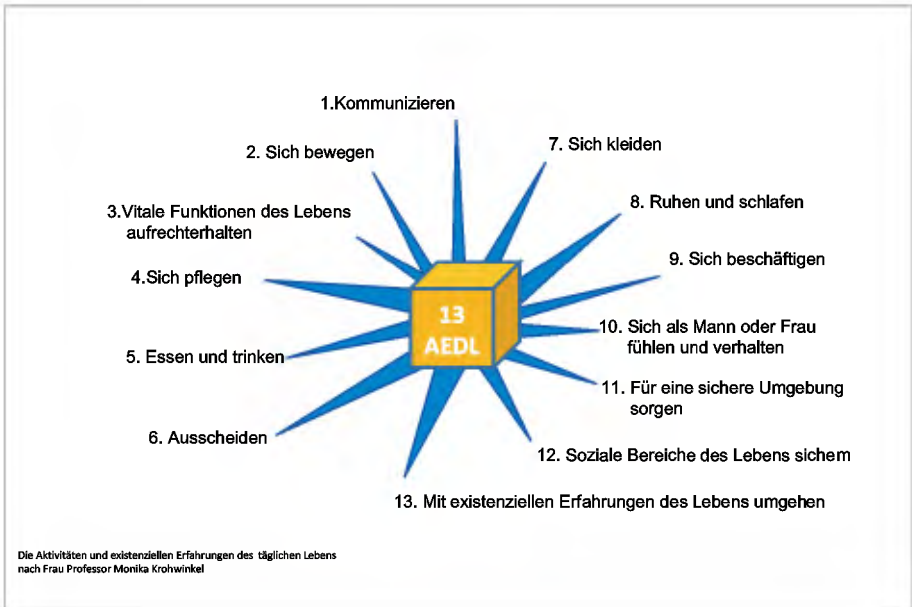 1.Kommunizieren
2. Sich bewegen
3.Vitale Funktionen des Lebens
aufrechterhalten
4.Sich pflegen
5. Essen und trinken
6. Ausscheiden
7. Sich kleiden
8. Ruhen und schlafen
9. Sich beschäftigen
10. Sich als Mann oder Frau
fühlen und verhalten
11. Für eine sichere Umgebung
sorgen
12. Soziale Bereiche des Lebens sichern
13. Mit existenziellen Erfahrungen des Lebens umgehen
13
AEDL
Die Aktivitäten und existenziellen Erfahrungen des täglichen Lebens
nach Frau Professor Monika Krohwinkel